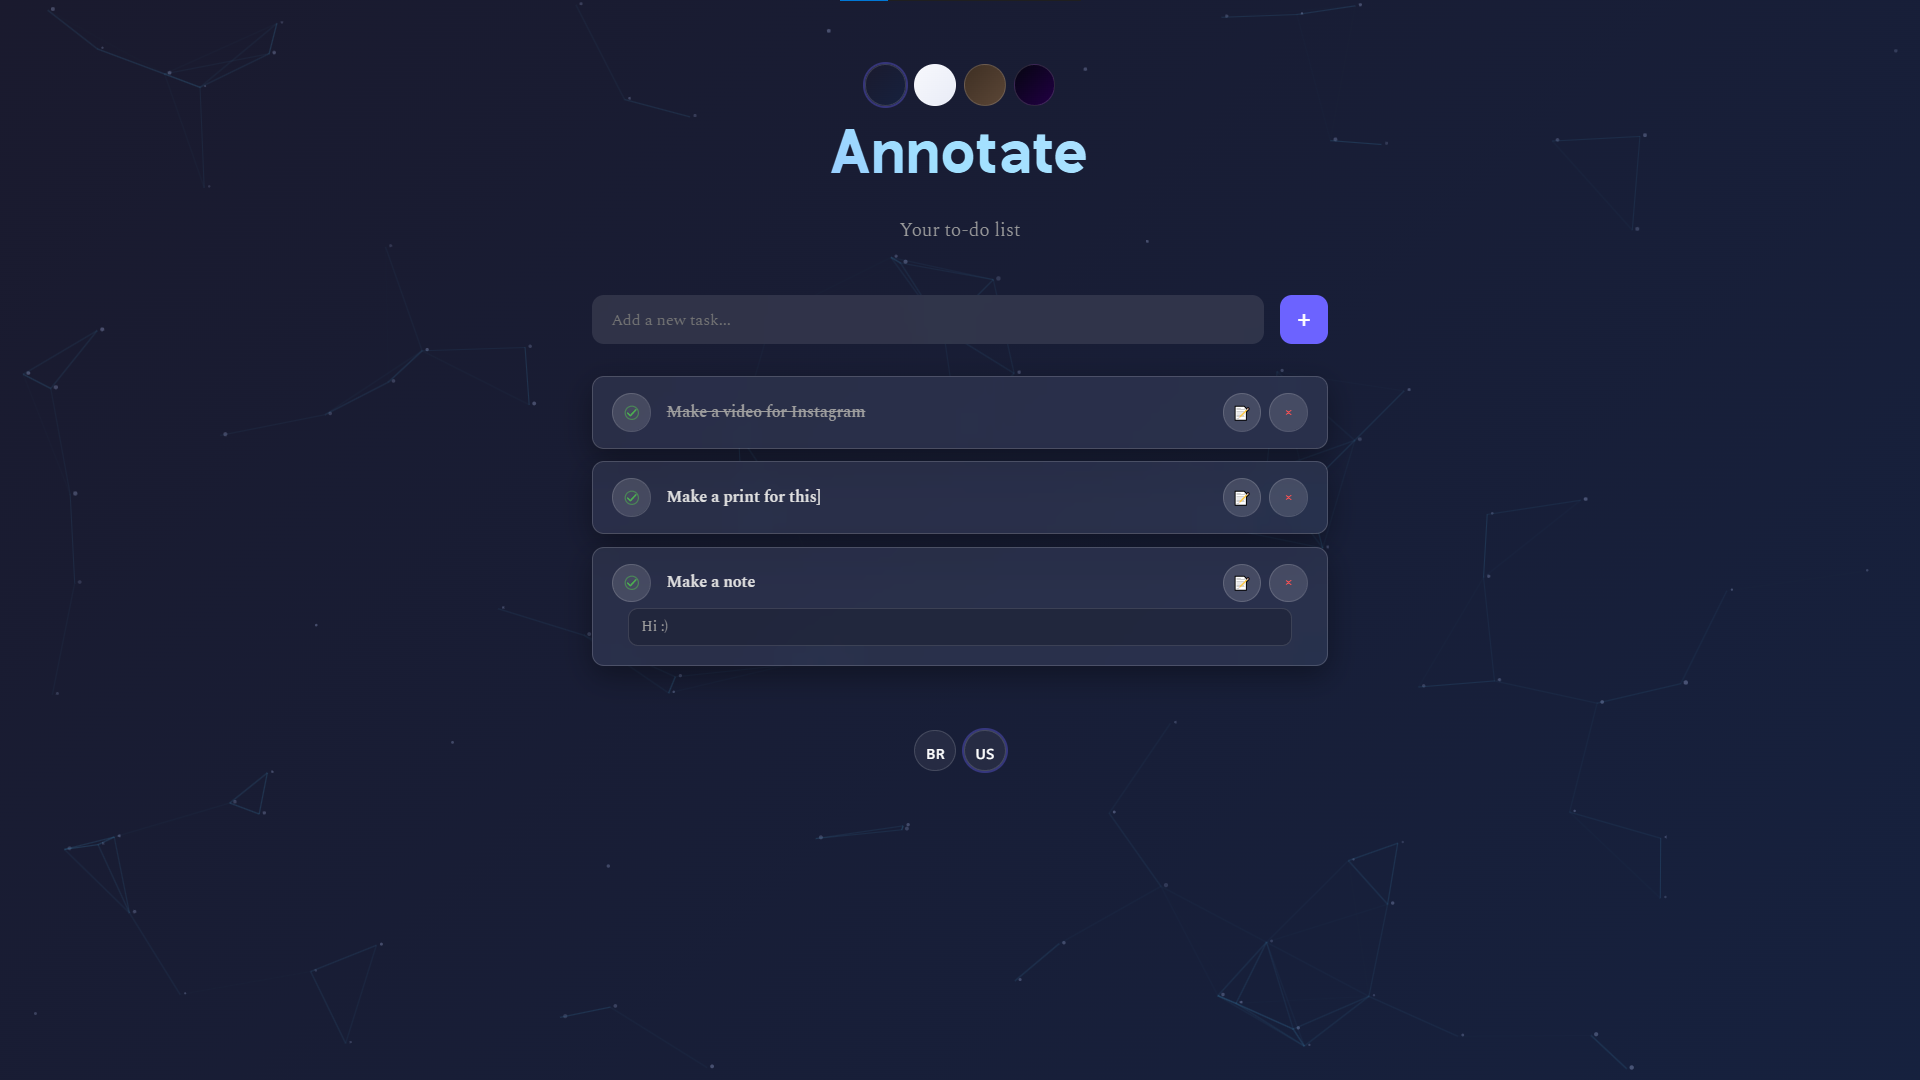 Annotate
Your to-do list
Add a new task...
+
Make a video for Instagram
Make a print for this]
Make a note
Hi :)
BR
US